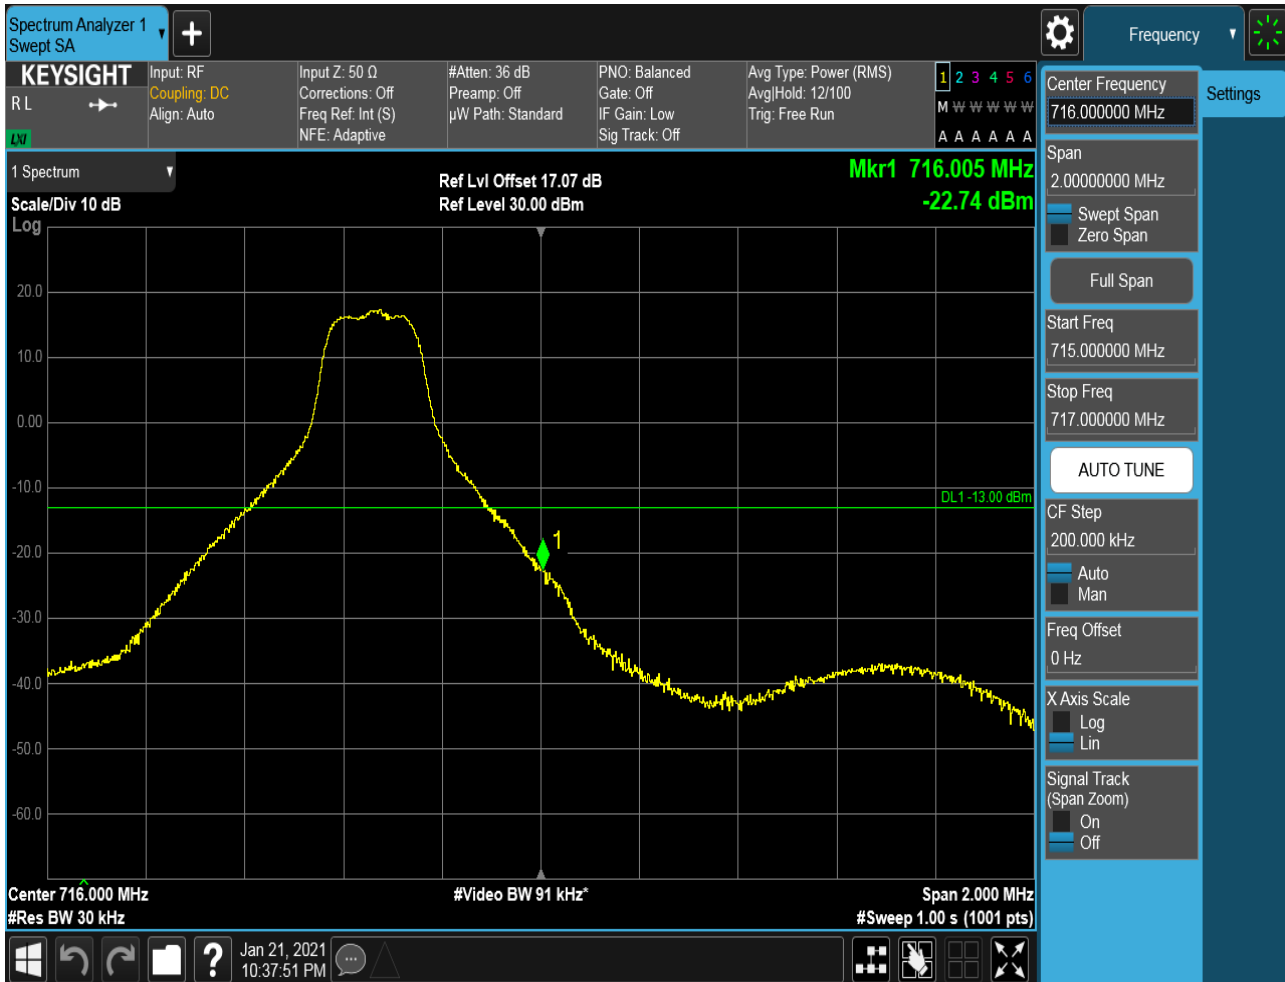 Spectrum Analyzer 1
Swept SA
Frequency
KEYSIGHT
R L
LXI
Input: RF
Coupling: DC
Align: Auto
Input Z: 50 Ω
Corrections: Off
Freq Ref: Int (S)
NFE: Adaptive
#Atten: 36 dB
Preamp: Off
µW Path: Standard
PNO: Balanced
Gate: Off
IF Gain: Low
Sig Track: Off
Avg Type: Power (RMS)
Avg|Hold: 12/100
Trig: Free Run
1 2 3 4 5 6
M W W W W W
A A A A A A
1 Spectrum
Scale/Div 10 dB
Log
Ref Lvl Offset 17.07 dB
Ref Level 30.00 dBm
Mkr1 716.005 MHz
-22.74 dBm
20.0
10.0
0.00
-10.0
-20.0
-30.0
-40.0
-50.0
-60.0
DL1 -13.00 dBm
1
Center 716.000 MHz
#Res BW 30 kHz
#Video BW 91 kHz*
Span 2.000 MHz
#Sweep 1.00 s (1001 pts)
Jan 21, 2021
10:37:51 PM
Center Frequency
716.000000 MHz
Settings
Span
2.00000000 MHz
Swept Span
Zero Span
Full Span
Start Freq
715.000000 MHz
Stop Freq
717.000000 MHz
AUTO TUNE
CF Step
200.000 kHz
Auto
Man
Freq Offset
0 Hz
X Axis Scale
Log
Lin
Signal Track
(Span Zoom)
On
Off